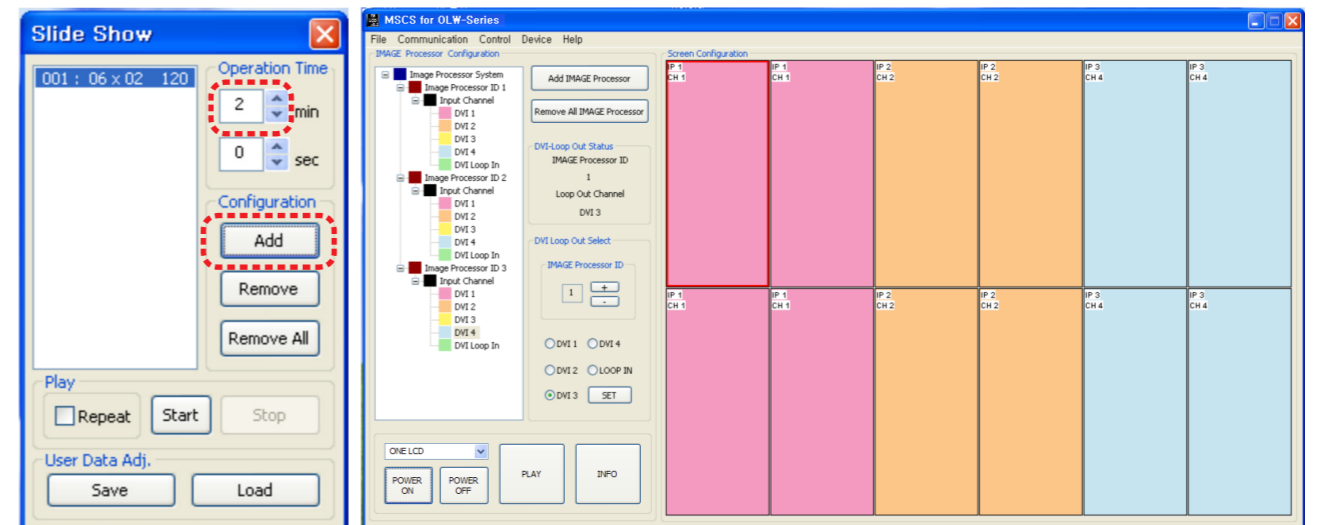 Slide Show
001 : 06 x 02 120
Operation Time
2 min
0 sec
Configuration
Add
Remove
Remove All
Play
Repeat Start Stop
User Data Adj.
Save Load
MSCS for OLW-Series
File Communication Control Device Help
IMAGE Processor Configuration
Image Processor System
Image Processor ID 1
Input Channel
DVI 1
DVI 2
DVI 3
DVI 4
DVI Loop In
Image Processor ID 2
Input Channel
DVI 1
DVI 2
DVI 3
DVI 4
DVI Loop In
Image Processor ID 3
Input Channel
DVI 1
DVI 2
DVI 3
DVI 4
DVI Loop In
Add IMAGE Processor
Remove All IMAGE Processor
DVI-Loop Out Status
IMAGE Processor ID
1
Loop Out Channel
DVI 3
DVI Loop Out Select
IMAGE Processor ID
1 + -
DVI 1 DVI 4
DVI 2 LOOP IN
DVI 3 SET
ONE LCD
POWER ON
POWER OFF
PLAY
INFO
Screen Configuration
IP 1 IP 1 IP 2 IP 2 IP 3 IP 3
CH 1 CH 1 CH 2 CH 2 CH 4 CH 4
IP 1 IP 1 IP 2 IP 2 IP 3 IP 3
CH 1 CH 1 CH 2 CH 2 CH 4 CH 4